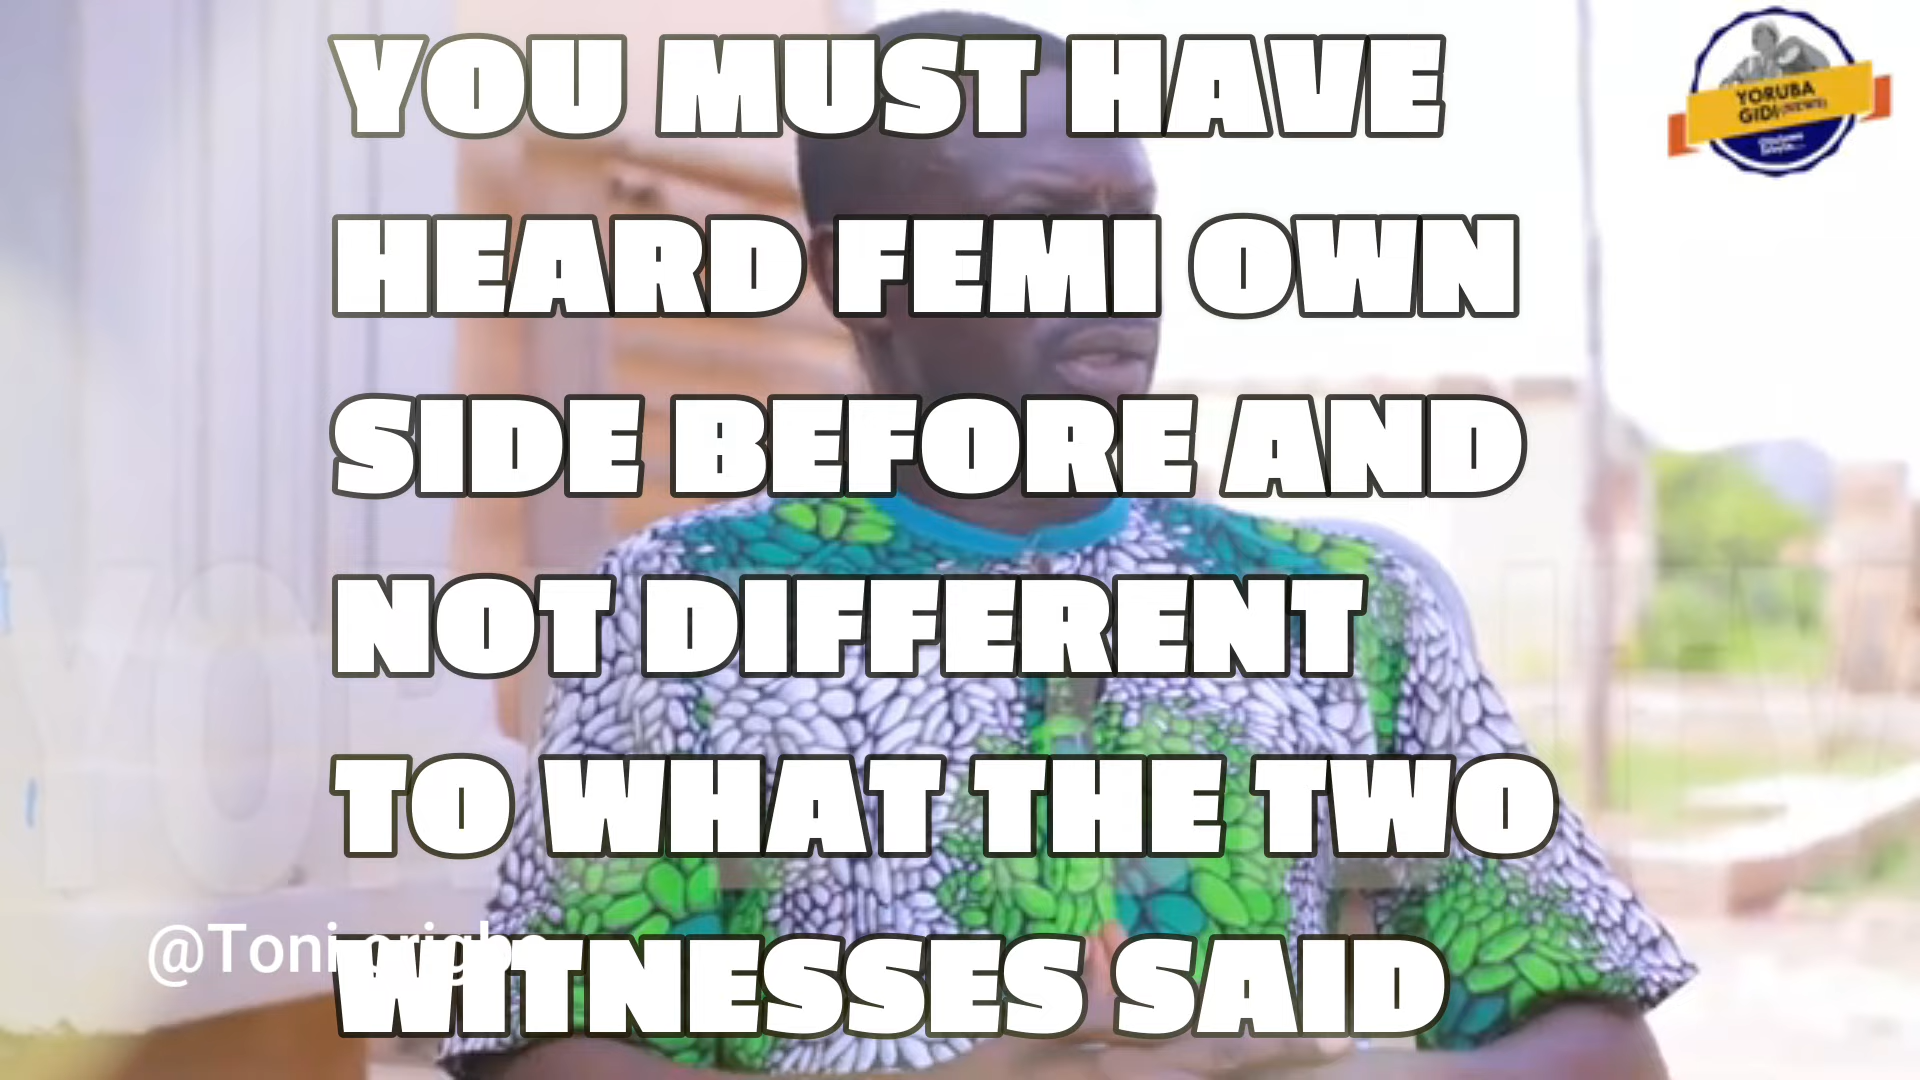 YOU MUST HAVE
HEARD FEMI OWN
SIDE BEFORE AND
NOT DIFFERENT
TO WHAT THE TWO
WITNESSES SAID
YORUBA
GIDI (NEWS)